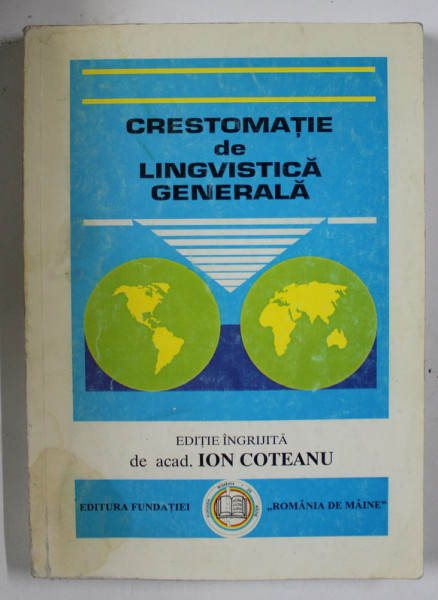 CRESTOMAȚIE
de
LINGVISTICĂ
GENERALĂ
EDIȚIE ÎNGRIJITĂ
de acad. ION COTEANU
EDITURA FUNDAȚIEI „ROMÂNIA DE MÂINE”